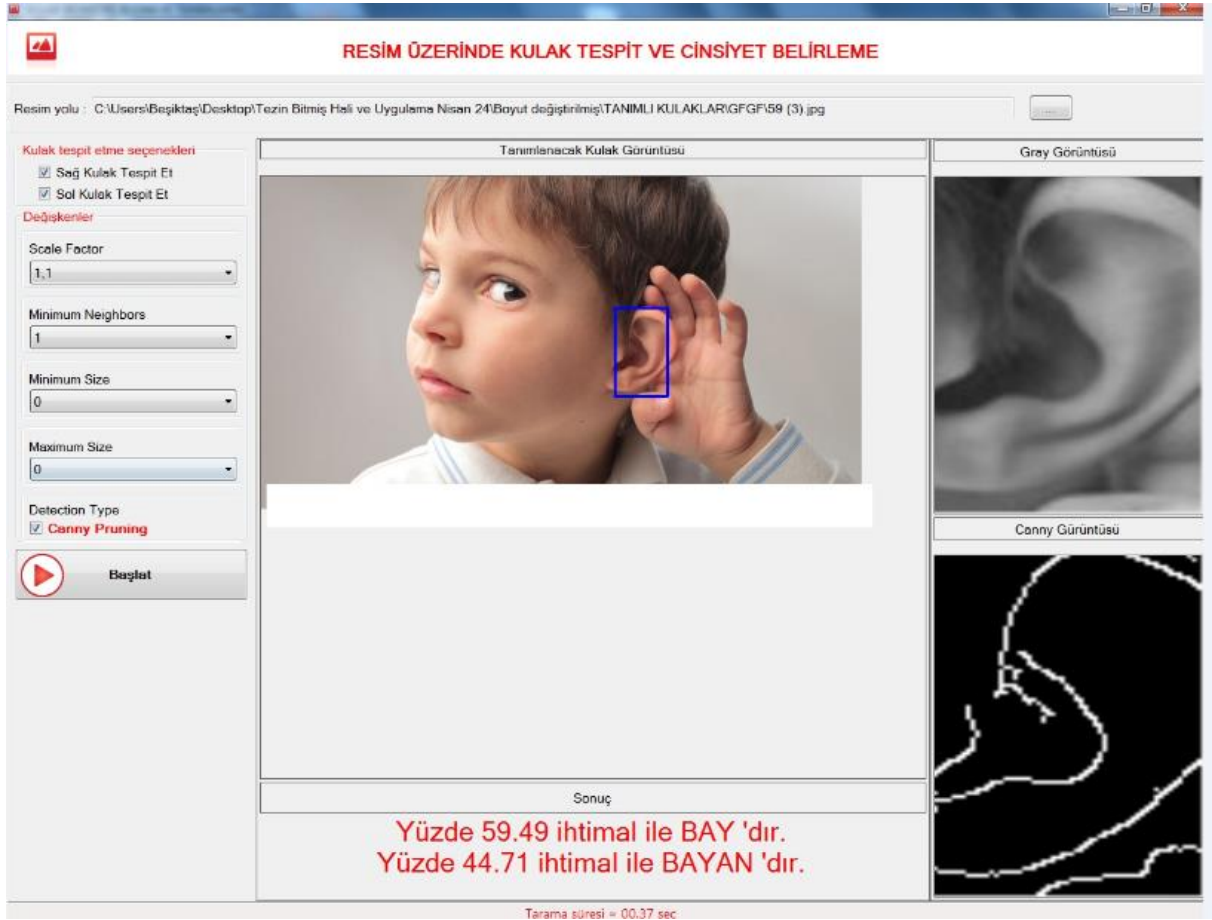 RESİM ÜZERİNDE KULAK TESPİT VE CİNSİYET BELİRLEME
Resim yolu : C:\Users\Beşiktaş\Desktop\Tezin Bitmiş Hali ve Uygulama Nisan 24\Boyut değiştirilmiş\TANIMLI KULAKLAR\GFGF\59 (3).jpg
Kulak tespit etme seçenekleri
Sağ Kulak Tespit Et
Sol Kulak Tespit Et
Değişkenler
Scale Factor
1,1
Minimum Neighbors
1
Minimum Size
0
Maximum Size
0
Detection Type
Canny Pruning
Başlat
Tanımlanacak Kulak Görüntüsü
Gray Görüntüsü
Canny Gürüntüsü
Sonuç
Yüzde 59.49 ihtimal ile BAY 'dır.
Yüzde 44.71 ihtimal ile BAYAN 'dır.
Tarama süresi = 00.37 sec